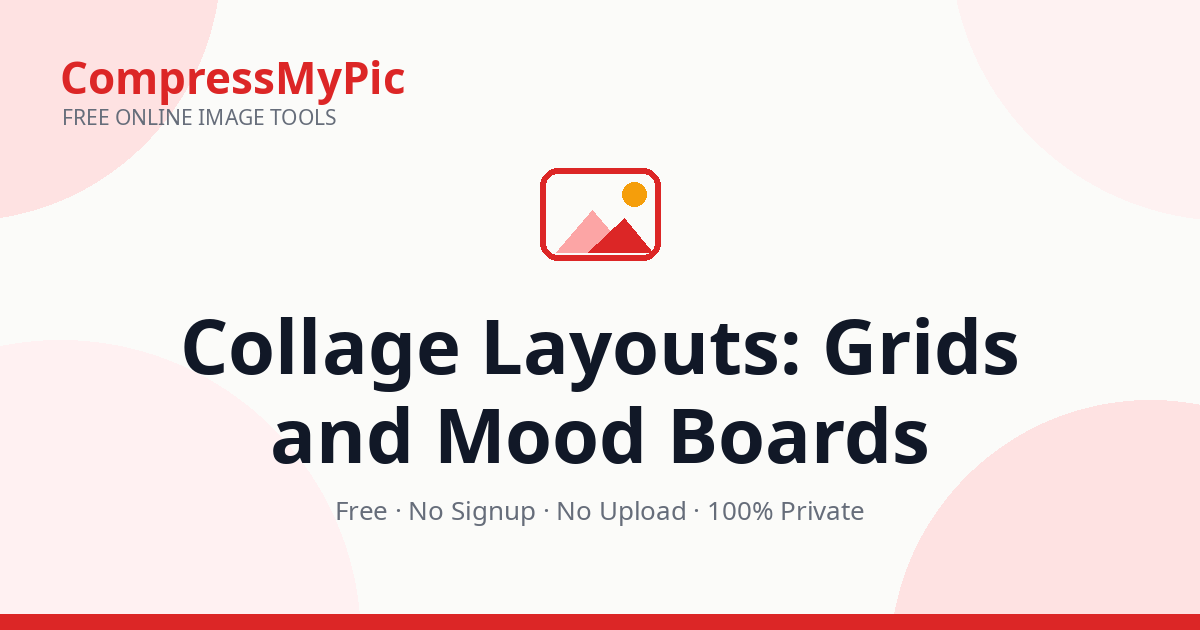 CompressMyPic
FREE ONLINE IMAGE TOOLS
Collage Layouts: Grids
and Mood Boards
Free · No Signup · No Upload · 100% Private